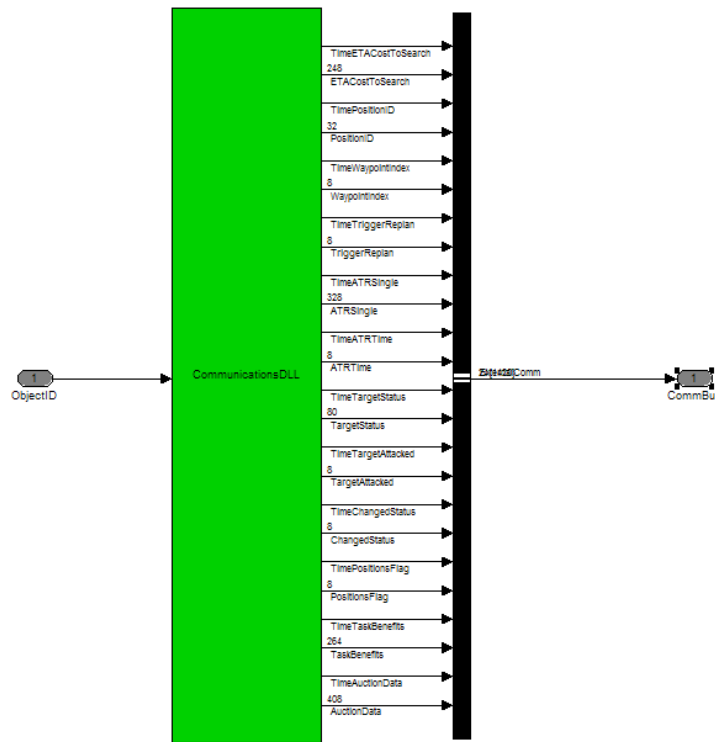 TimeETACostToSearch
248
ETACostToSearch
TimePositionID
32
PositionID
TimeWaypointIndex
8
WaypointIndex
TimeTriggerReplan
8
TriggerReplan
TimeATRSingle
328
ATRSingle
TimeATRTime
8
ATRTime
1
ObjectID
CommunicationsDLL
1
CommBu
TimeTargetStatus
80
TargetStatus
TimeTargetAttacked
8
TargetAttacked
TimeChangedStatus
8
ChangedStatus
TimePositionsFlag
8
PositionsFlag
TimeTaskBenefits
264
TaskBenefits
TimeAuctionData
408
AuctionData